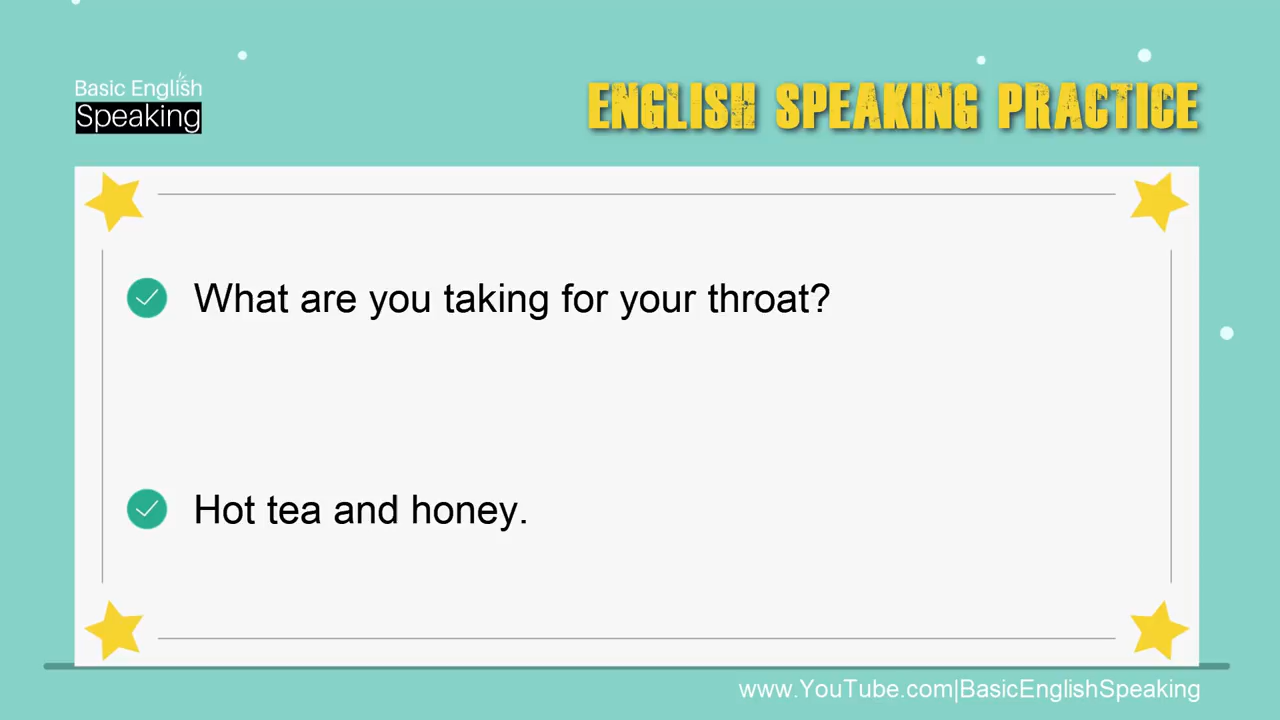 Basic English
Speaking
ENGLISH SPEAKING PRACTICE
What are you taking for your throat?
Hot tea and honey.
www.YouTube.com|BasicEnglishSpeaking